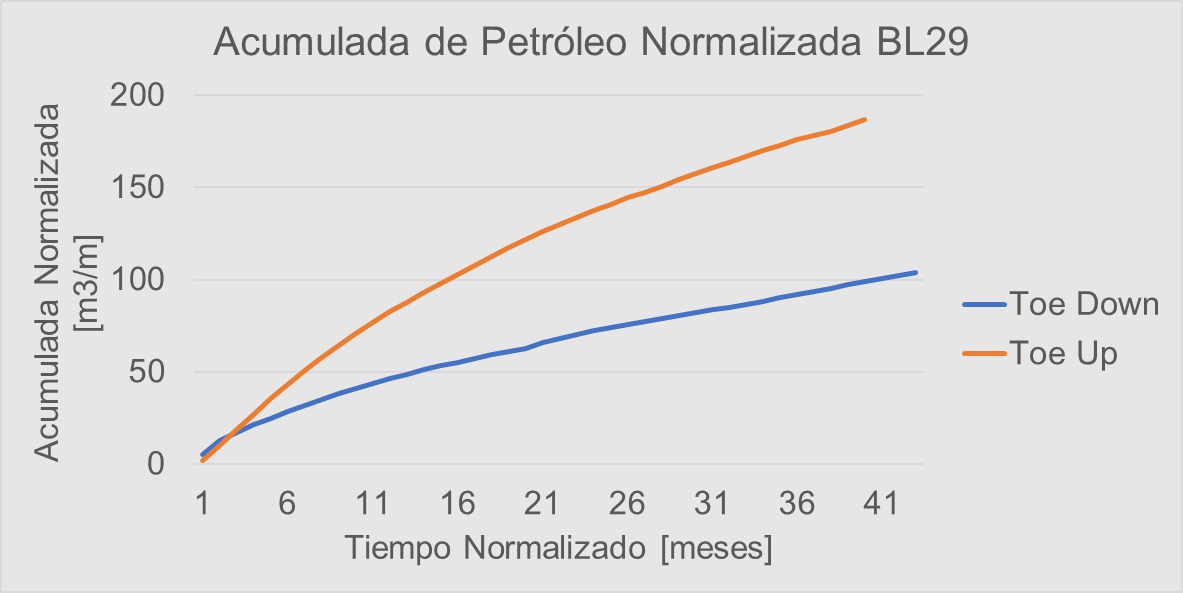 Acumulada de Petróleo Normalizada BL29
Acumulada Normalizada
[m3/m]
200
150
100
50
0
1 6 11 16 21 26 31 36 41
Tiempo Normalizado [meses]
Toe Down
Toe Up